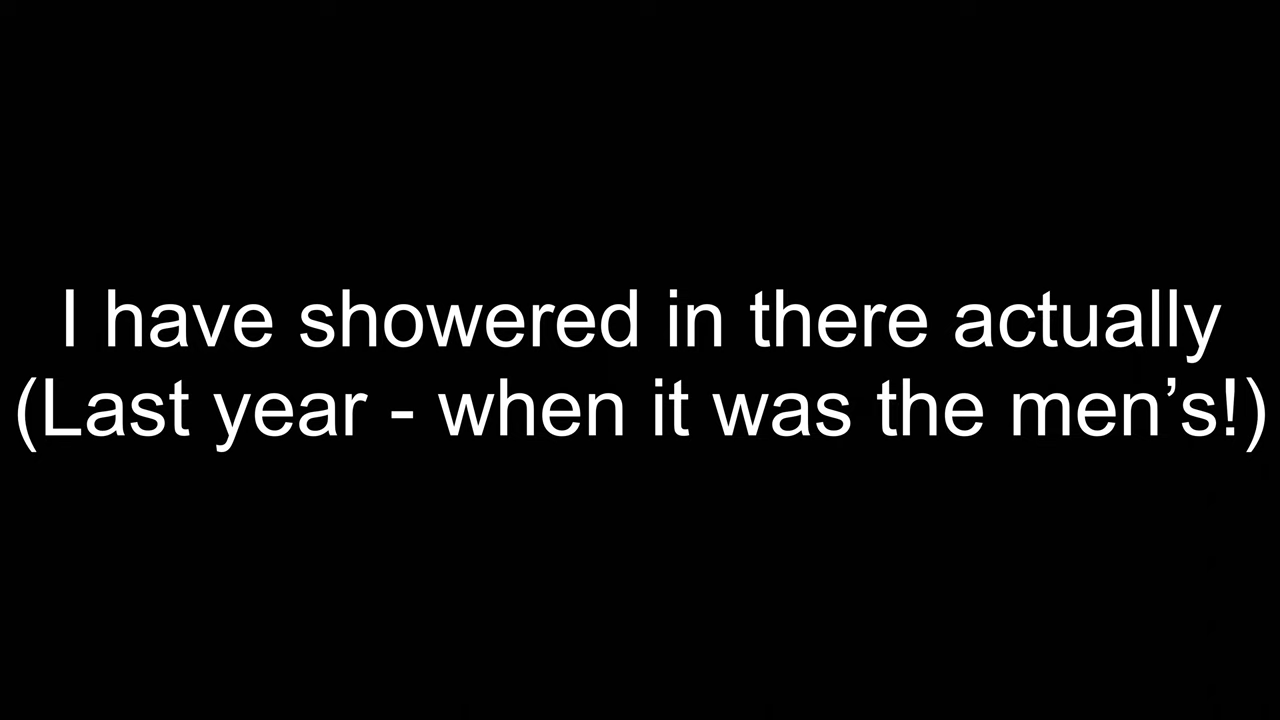 I have showered in there actually
(Last year - when it was the men’s!)